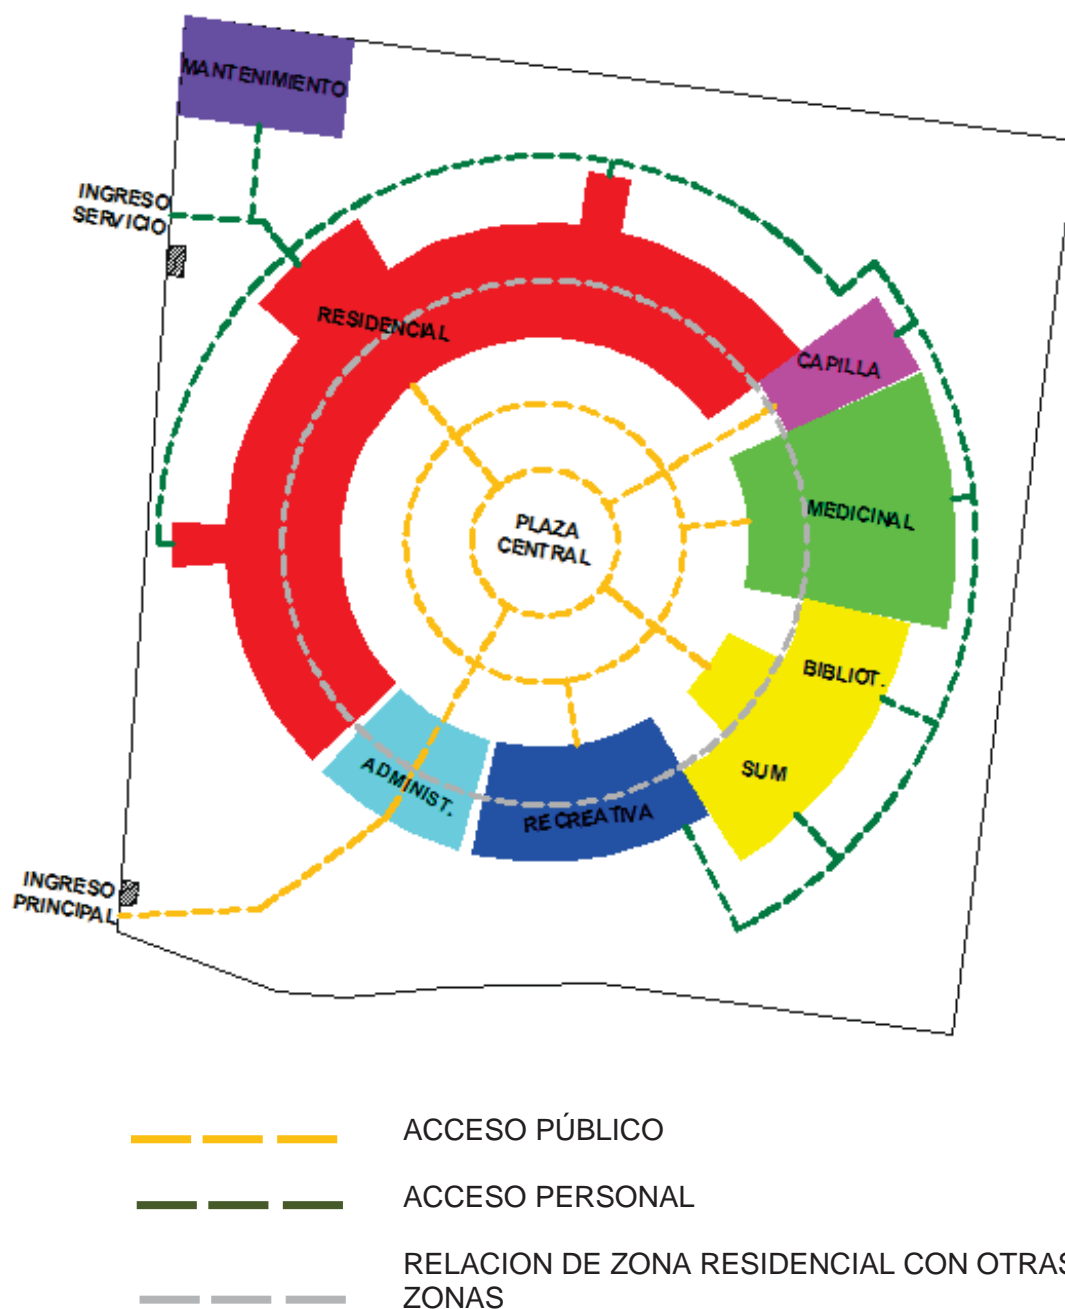 MANTENIMIENTO
INGRESO
SERVICIO
RESIDENCIAL
CAPILLA
MEDICINAL
PLAZA
CENTRAL
BIBLIOT.
SUM
ADMINIST.
RECREATIVA
INGRESO
PRINCIPAL
ACCESO PÚBLICO
ACCESO PERSONAL
RELACION DE ZONA RESIDENCIAL CON OTRAS
ZONAS